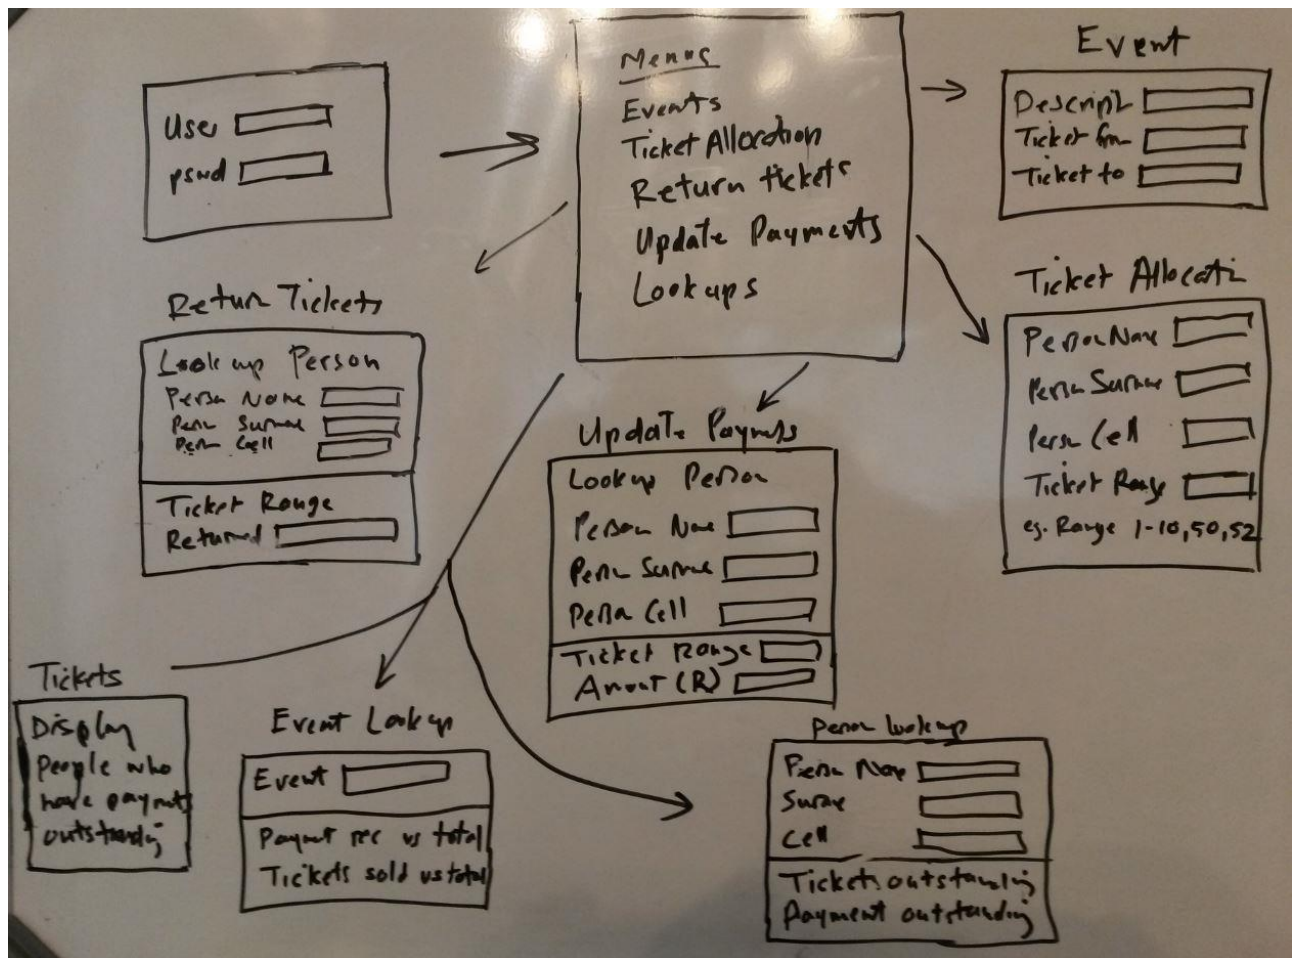 User
pswd
Menus
Events
Ticket Allocation
Return tickets
Update Payments
Lookups
Event
Descript
Ticket from
Ticket to
Return Tickets
Lookup Person
Person Name
Person Surname
Person Cell
Ticket Range
Returned
Update Paymnts
Lookup Person
Person Name
Person Surname
Person Cell
Ticket Range
Amout (R)
Ticket Allocati
Person Name
Person Surname
Person Cell
Ticket Range
eg. Range 1-10,50,52
Tickets
Display
People who
have paymnts
outstanding
Event Lookup
Event
Paymnt rec vs total
Tickets sold vs total
Person lookup
Person Name
Surname
Cell
Tickets outstanding
Payment outstanding